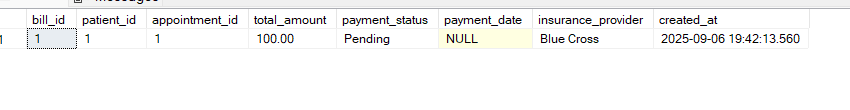 Messages
bill_id patient_id appointment_id total_amount payment_status payment_date insurance_provider created_at
1 1 1 1 100.00 Pending NULL Blue Cross 2025-09-06 19:42:13.560